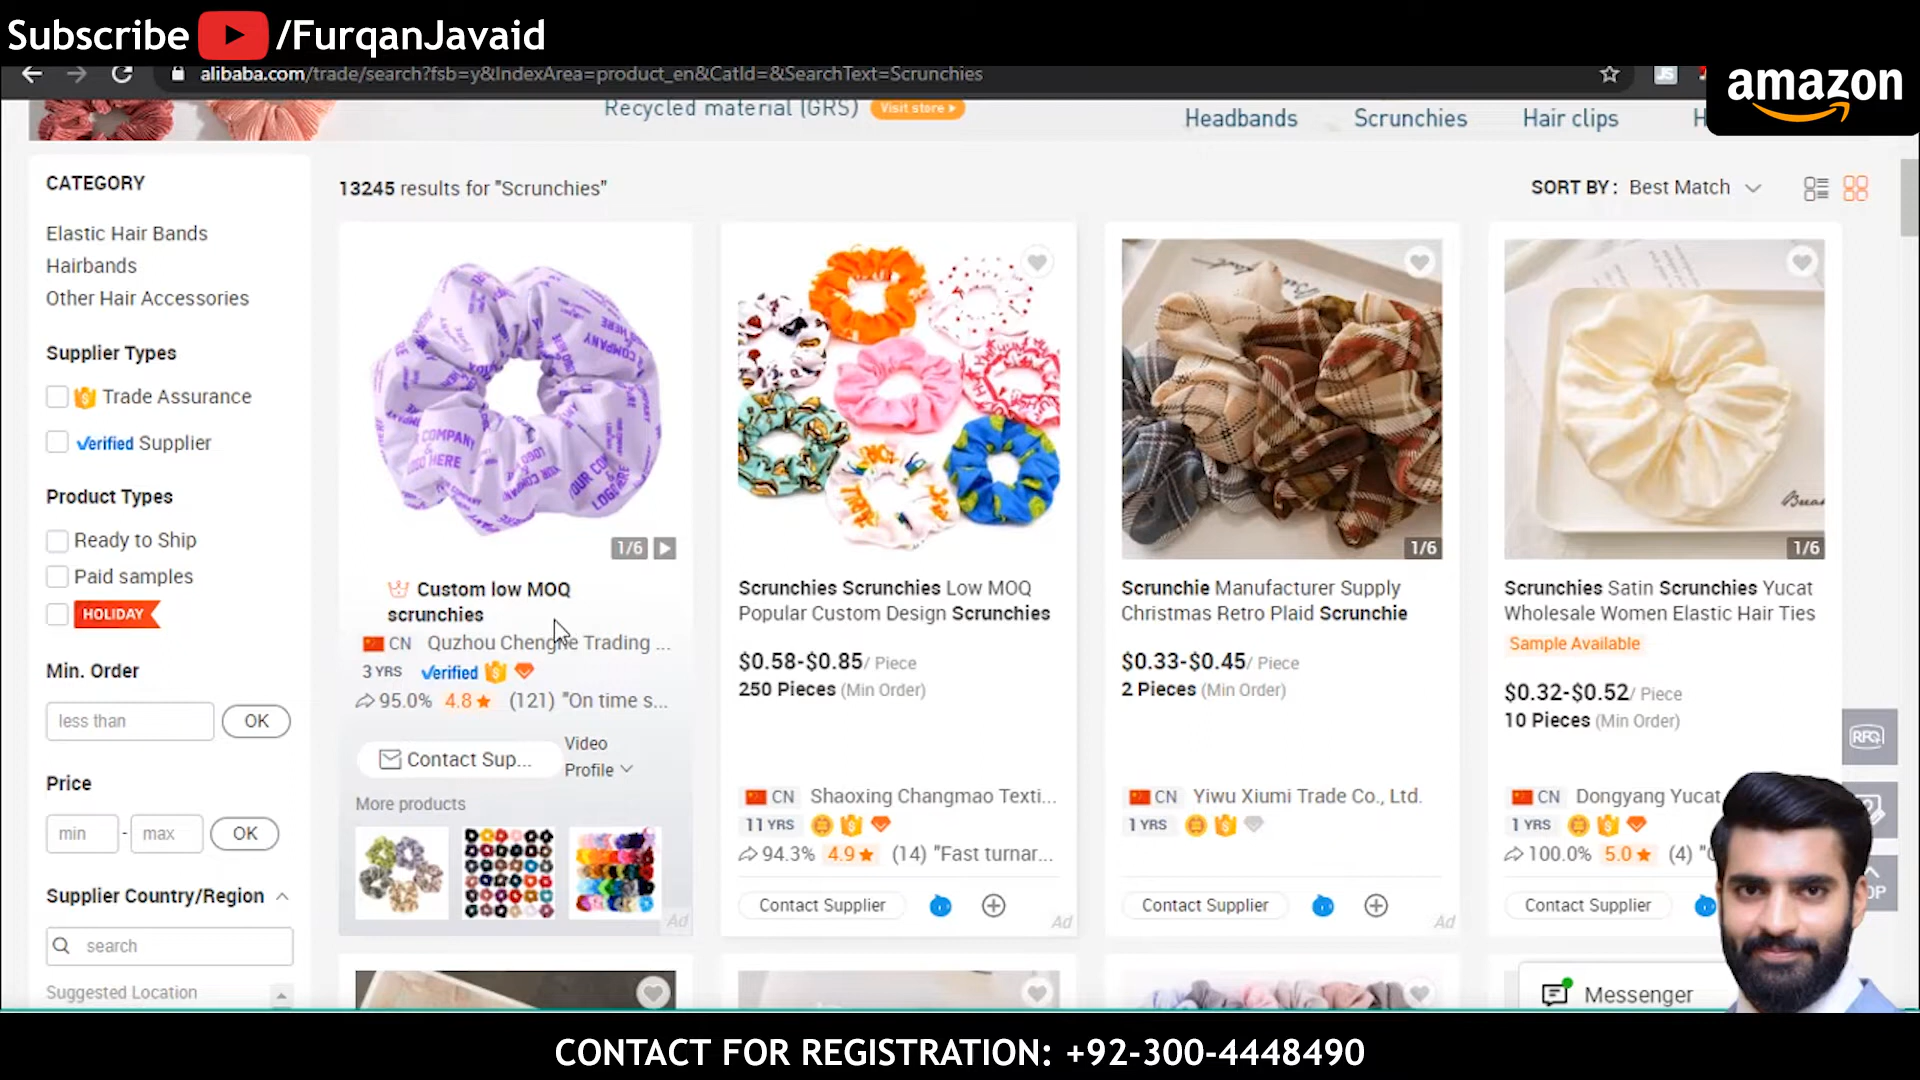 Subscribe /FurqanJavaid
alibaba.com/trade/search?fsb=y&IndexArea=product_en&CatId=&SearchText=Scrunchies
JS
amazon
Recycled material (GRS) Visit store
Headbands Scrunchies Hair clips H
CATEGORY
Elastic Hair Bands
Hairbands
Other Hair Accessories
Supplier Types
Trade Assurance
Verified Supplier
Product Types
Ready to Ship
Paid samples
HOLIDAY
Min. Order
less than OK
Price
min - max OK
Supplier Country/Region
search
Suggested Location
13245 results for "Scrunchies"
SORT BY : Best Match
1/6
Custom low MOQ
scrunchies
CN Quzhou Chenghe Trading ...
3 YRS Verified
95.0% 4.8 (121) "On time s...
Contact Sup...
Video
Profile
More products
Ad
Scrunchies Scrunchies Low MOQ
Popular Custom Design Scrunchies
$0.58-$0.85/ Piece
250 Pieces (Min Order)
CN Shaoxing Changmao Texti...
11 YRS
94.3% 4.9 (14) "Fast turnar...
Contact Supplier
Ad
1/6
Scrunchie Manufacturer Supply
Christmas Retro Plaid Scrunchie
$0.33-$0.45/ Piece
2 Pieces (Min Order)
CN Yiwu Xiumi Trade Co., Ltd.
1 YRS
Contact Supplier
Ad
1/6
Scrunchies Satin Scrunchies Yucat
Wholesale Women Elastic Hair Ties
Sample Available
$0.32-$0.52/ Piece
10 Pieces (Min Order)
CN Dongyang Yucat
1 YRS
100.0% 5.0 (4)
Contact Supplier
RFQ
OP
Messenger
CONTACT FOR REGISTRATION: +92-300-4448490